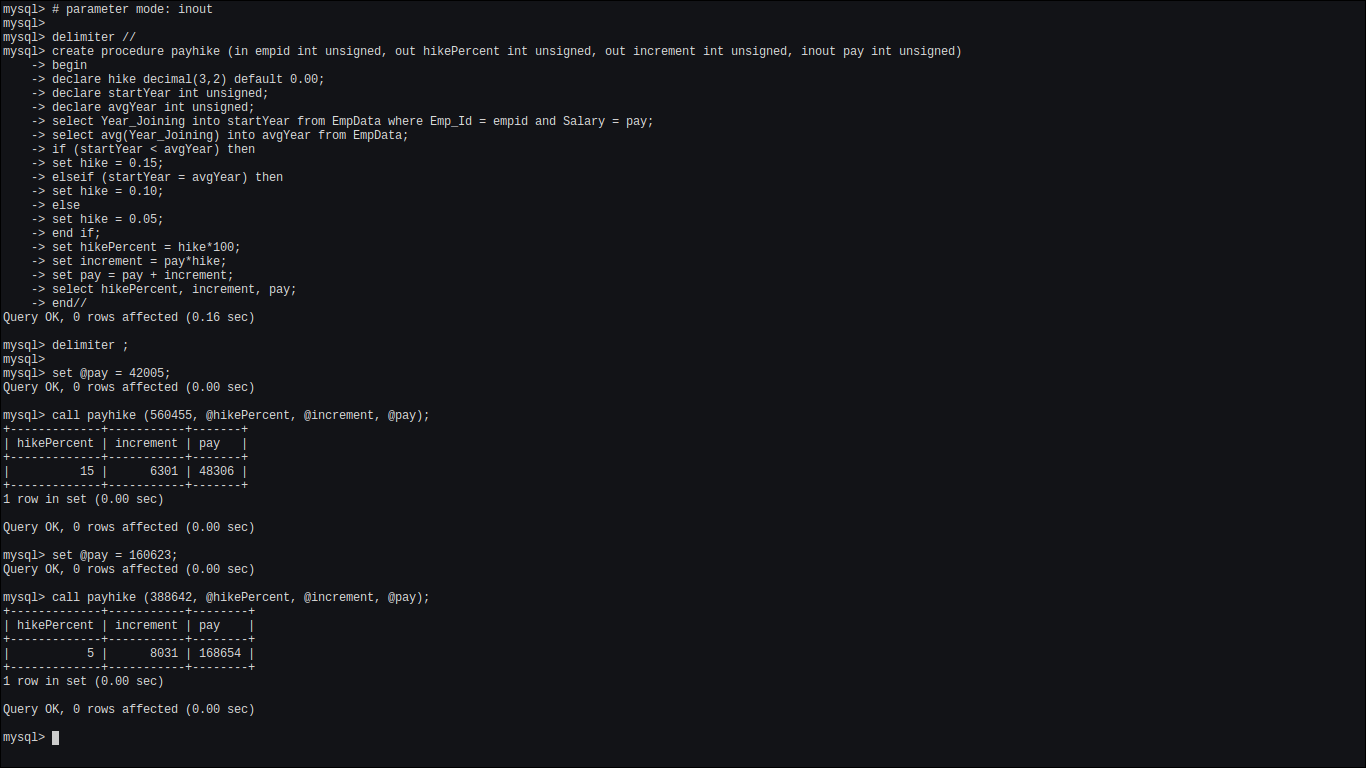 mysql> # parameter mode: inout
mysql>
mysql> delimiter //
mysql> create procedure payhike (in empid int unsigned, out hikePercent int unsigned, out increment int unsigned, inout pay int unsigned)
    -> begin
    -> declare hike decimal(3,2) default 0.00;
    -> declare startYear int unsigned;
    -> declare avgYear int unsigned;
    -> select Year_Joining into startYear from EmpData where Emp_Id = empid and Salary = pay;
    -> select avg(Year_Joining) into avgYear from EmpData;
    -> if (startYear < avgYear) then
    -> set hike = 0.15;
    -> elseif (startYear = avgYear) then
    -> set hike = 0.10;
    -> else
    -> set hike = 0.05;
    -> end if;
    -> set hikePercent = hike*100;
    -> set increment = pay*hike;
    -> set pay = pay + increment;
    -> select hikePercent, increment, pay;
    -> end//
Query OK, 0 rows affected (0.16 sec)

mysql> delimiter ;
mysql>
mysql> set @pay = 42005;
Query OK, 0 rows affected (0.00 sec)

mysql> call payhike (560455, @hikePercent, @increment, @pay);
+-------------+-----------+-------+
| hikePercent | increment | pay   |
+-------------+-----------+-------+
|          15 |      6301 | 48306 |
+-------------+-----------+-------+
1 row in set (0.00 sec)

Query OK, 0 rows affected (0.00 sec)

mysql> set @pay = 160623;
Query OK, 0 rows affected (0.00 sec)

mysql> call payhike (388642, @hikePercent, @increment, @pay);
+-------------+-----------+--------+
| hikePercent | increment | pay    |
+-------------+-----------+--------+
|           5 |      8031 | 168654 |
+-------------+-----------+--------+
1 row in set (0.00 sec)

Query OK, 0 rows affected (0.00 sec)

mysql>